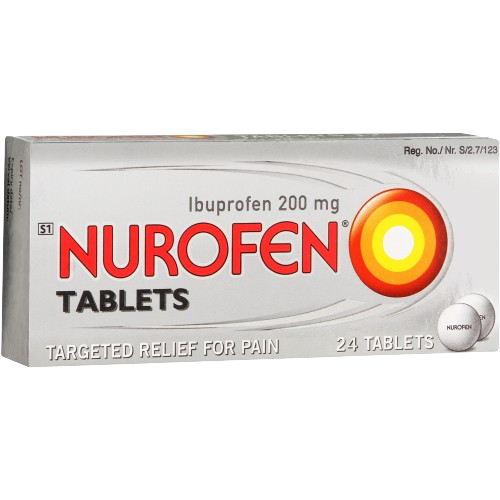 Reg. No./ Nr. S/2.7/123
Ibuprofen 200 mg
S1 NUROFEN®
TABLETS
TARGETED RELIEF FOR PAIN
24 TABLETS
NUROFEN